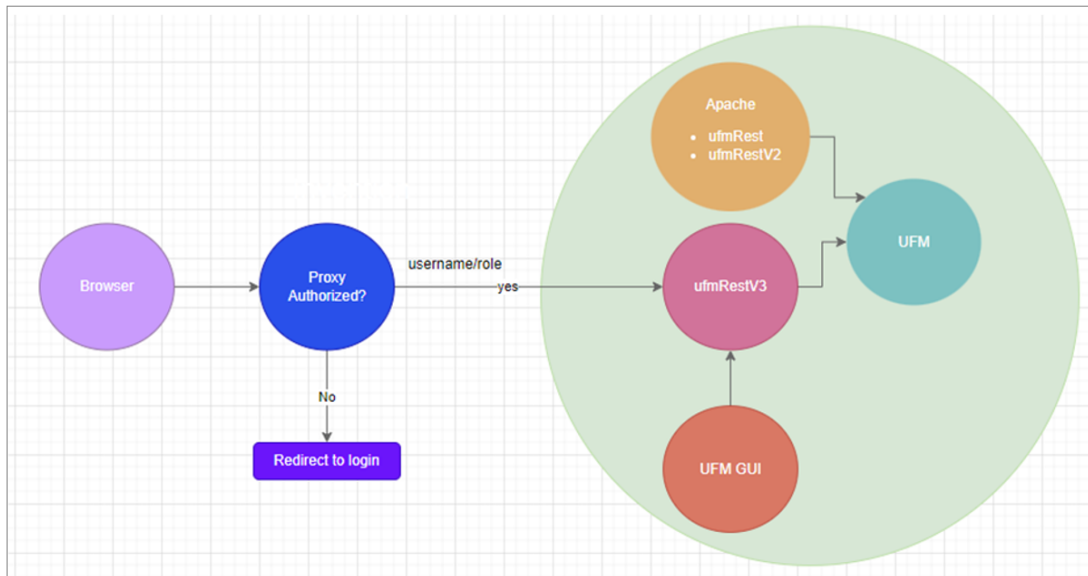 Apache
• ufmRest
• ufmRestV2
UFM
username/role
Browser
Proxy
Authorized?
yes
ufmRestV3
No
Redirect to login
UFM GUI